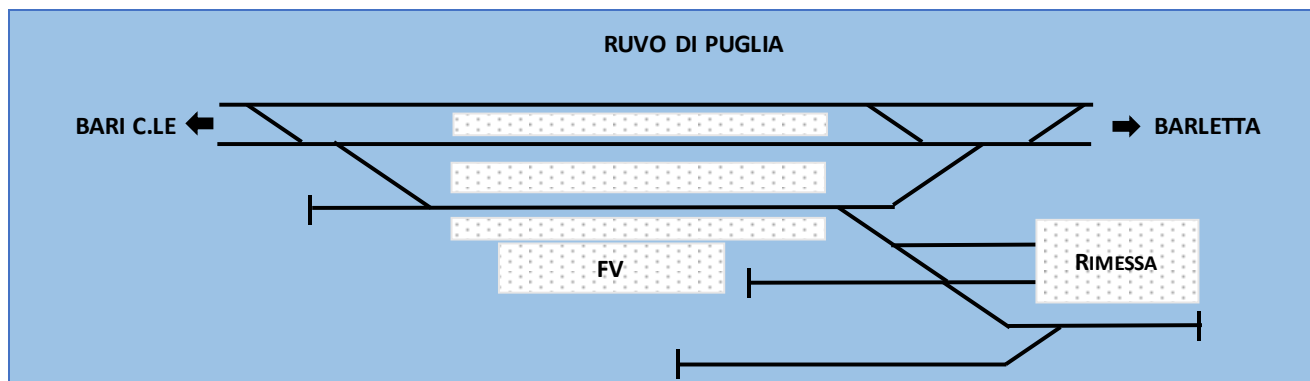 RUVO DI PUGLIA
BARI C.LE
BARLETTA
FV
RIMESSA